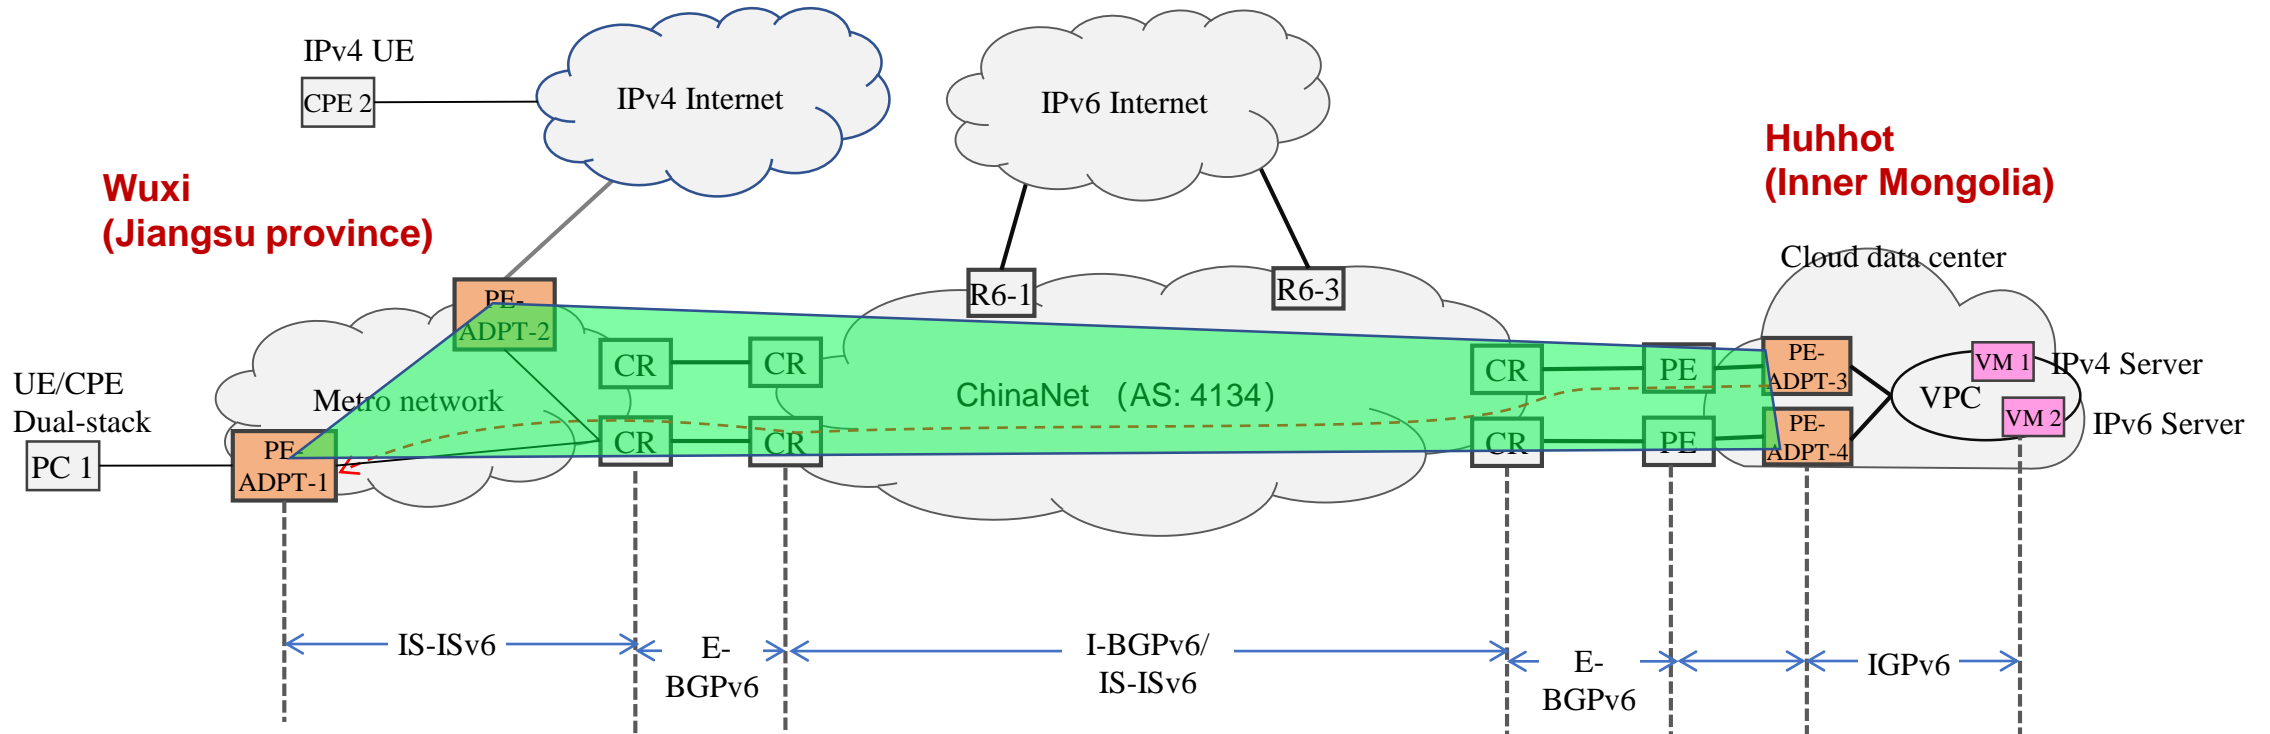 IPv4 UE
CPE 2
IPv4 Internet
IPv6 Internet
Huhhot
(Inner Mongolia)
Wuxi
(Jiangsu province)
Cloud data center
PE-
ADPT-2
R6-1
R6-3
CR
CR
CR
PE
PE-
ADPT-3
VM 1
IPv4 Server
UE/CPE
Dual-stack
Metro network
ChinaNet (AS: 4134)
VPC
VM 2
IPv6 Server
PC 1
PE-
ADPT-1
CR
CR
CR
PE
PE-
ADPT-4
IS-ISv6
E-
BGPv6
I-BGPv6/
IS-ISv6
E-
BGPv6
IGPv6